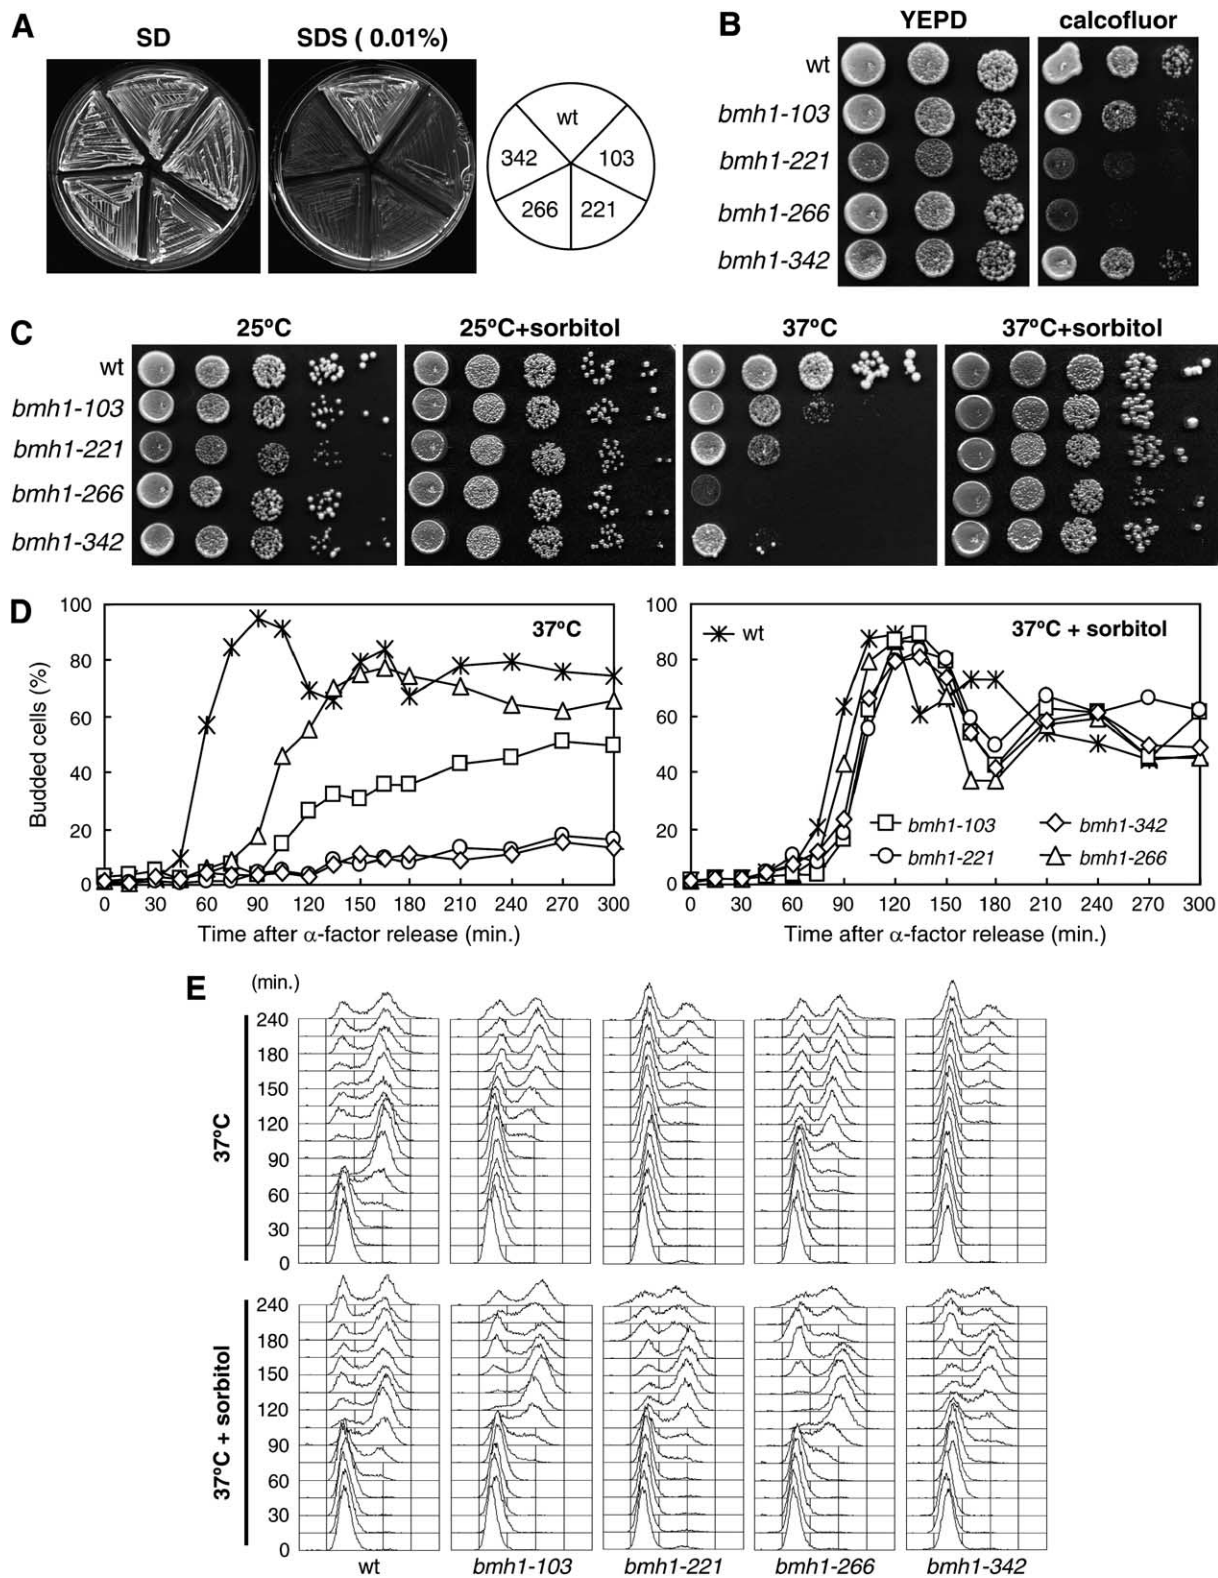 A
SD
SDS ( 0.01%)
wt
342
103
266
221
B
YEPD
calcofluor
wt
bmh1-103
bmh1-221
bmh1-266
bmh1-342
C
25ºC
25ºC+sorbitol
37ºC
37ºC+sorbitol
wt
bmh1-103
bmh1-221
bmh1-266
bmh1-342
D
Budded cells (%)
100
80
60
40
20
0
37ºC
0 30 60 90 120 150 180 210 240 270 300
Time after α-factor release (min.)
100
80
60
40
20
0
wt
37ºC + sorbitol
bmh1-103
bmh1-342
bmh1-221
bmh1-266
0 30 60 90 120 150 180 210 240 270 300
Time after α-factor release (min.)
E
(min.)
37ºC
240
180
150
120
90
60
30
0
37ºC + sorbitol
240
180
150
120
90
60
30
0
wt
bmh1-103
bmh1-221
bmh1-266
bmh1-342